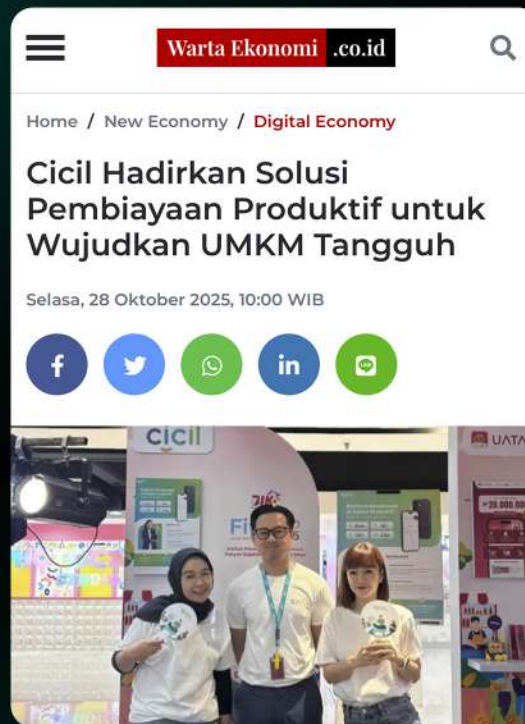 Warta Ekonomi .co.id
Home / New Economy / Digital Economy
Cicil Hadirkan Solusi
Pembiayaan Produktif untuk
Wujudkan UMKM Tangguh
Selasa, 28 Oktober 2025, 10:00 WIB
cicil
UATA